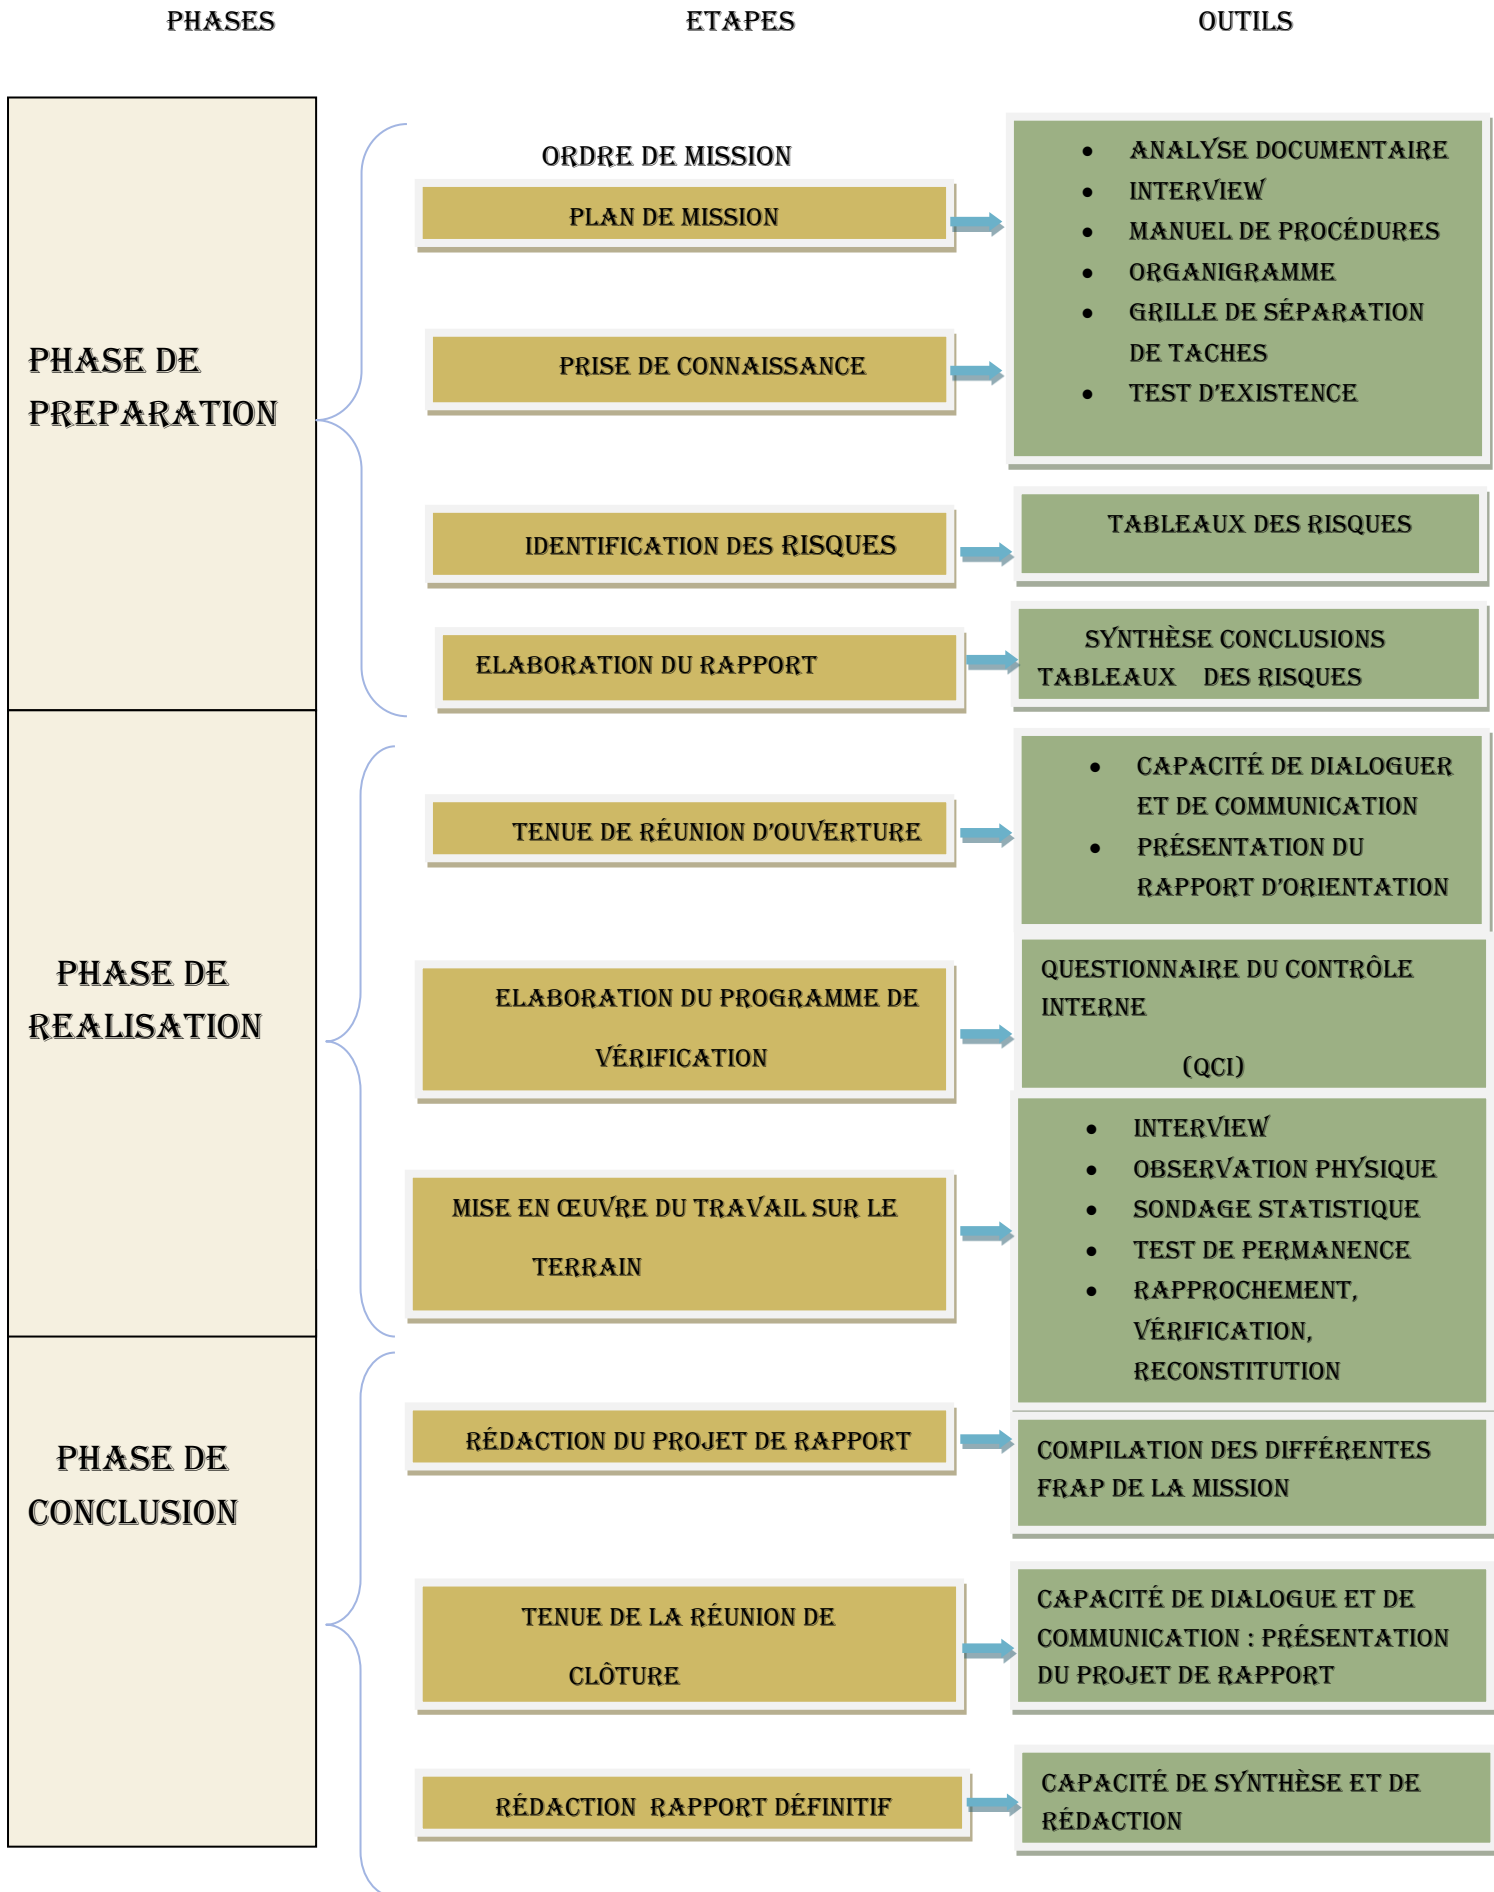 PHASES ETAPES OUTILS
PHASE DE
PREPARATION
ORDRE DE MISSION
PLAN DE MISSION
PRISE DE CONNAISSANCE
• ANALYSE DOCUMENTAIRE
• INTERVIEW
• MANUEL DE PROCÉDURES
• ORGANIGRAMME
• GRILLE DE SÉPARATION
DE TACHES
• TEST D'EXISTENCE
IDENTIFICATION DES RISQUES
TABLEAUX DES RISQUES
ELABORATION DU RAPPORT
SYNTHÈSE CONCLUSIONS
TABLEAUX DES RISQUES
PHASE DE
REALISATION
TENUE DE RÉUNION D'OUVERTURE
• CAPACITÉ DE DIALOGUER
ET DE COMMUNICATION
• PRÉSENTATION DU
RAPPORT D'ORIENTATION
ELABORATION DU PROGRAMME DE
VÉRIFICATION
QUESTIONNAIRE DU CONTRÔLE
INTERNE
(QCI)
MISE EN ŒUVRE DU TRAVAIL SUR LE
TERRAIN
• INTERVIEW
• OBSERVATION PHYSIQUE
• SONDAGE STATISTIQUE
• TEST DE PERMANENCE
• RAPPROCHEMENT,
VÉRIFICATION,
RECONSTITUTION
PHASE DE
CONCLUSION
RÉDACTION DU PROJET DE RAPPORT
COMPILATION DES DIFFÉRENTES
FRAP DE LA MISSION
TENUE DE LA RÉUNION DE
CLÔTURE
CAPACITÉ DE DIALOGUE ET DE
COMMUNICATION : PRÉSENTATION
DU PROJET DE RAPPORT
RÉDACTION RAPPORT DÉFINITIF
CAPACITÉ DE SYNTHÈSE ET DE
RÉDACTION